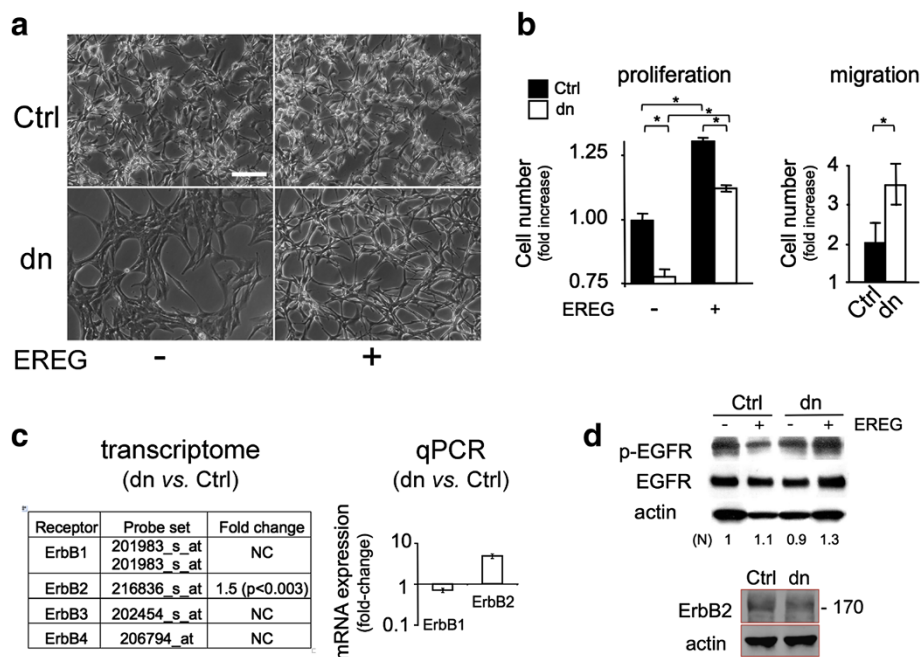 a
Ctrl
dn
EREG - +
b
Ctrl
dn
proliferation
* * * *
Cell number
(fold increase)
1.25
1.00
0.75
EREG - +
migration
*
Cell number
(fold increase)
4
3
2
1
Ctrl
dn
c
transcriptome
(dn vs. Ctrl)
Receptor Probe set Fold change
ErbB1 201983_s_at NC
201983_s_at
ErbB2 216836_s_at 1.5 (p<0.003)
ErbB3 202454_s_at NC
ErbB4 206794_at NC
qPCR
(dn vs. Ctrl)
mRNA expression
(fold-change)
10
1
0.1
ErbB1
ErbB2
d
Ctrl dn
- + - + EREG
p-EGFR
EGFR
actin
(N) 1 1.1 0.9 1.3
Ctrl dn
ErbB2 - 170
actin